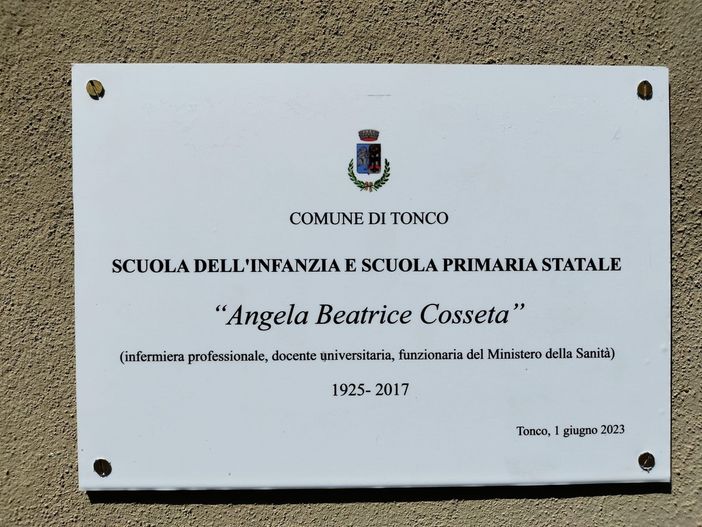 COMUNE DI TONCO
SCUOLA DELL'INFANZIA E SCUOLA PRIMARIA STATALE
“Angela Beatrice Cosseta”
(infermiera professionale, docente universitaria, funzionaria del Ministero della Sanità)
1925- 2017
Tonco, 1 giugno 2023